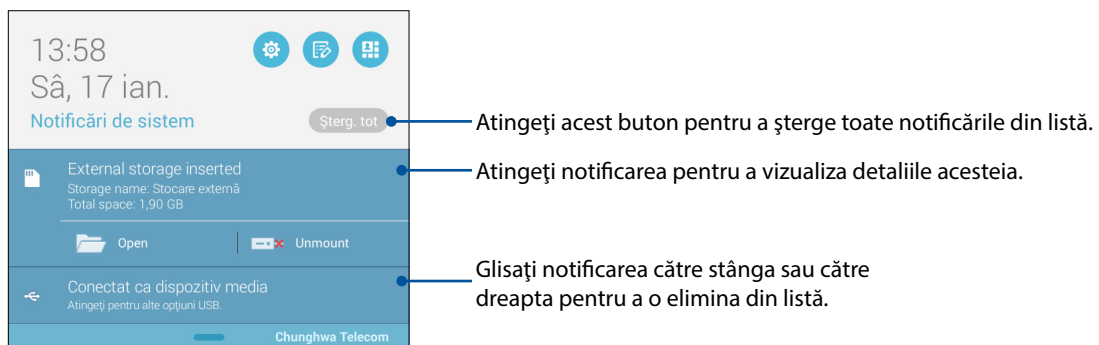 13:58
Sâ, 17 ian.
Notificări de sistem
Şterg. tot
Atingeţi acest buton pentru a şterge toate notificările din listă.
External storage inserted
Storage name: Stocare externă
Total space: 1,90 GB
Atingeţi notificarea pentru a vizualiza detaliile acesteia.
Open
Unmount
Conectat ca dispozitiv media
Atingeţi pentru alte opţiuni USB.
Glisaţi notificarea către stânga sau către
dreapta pentru a o elimina din listă.
Chunghwa Telecom